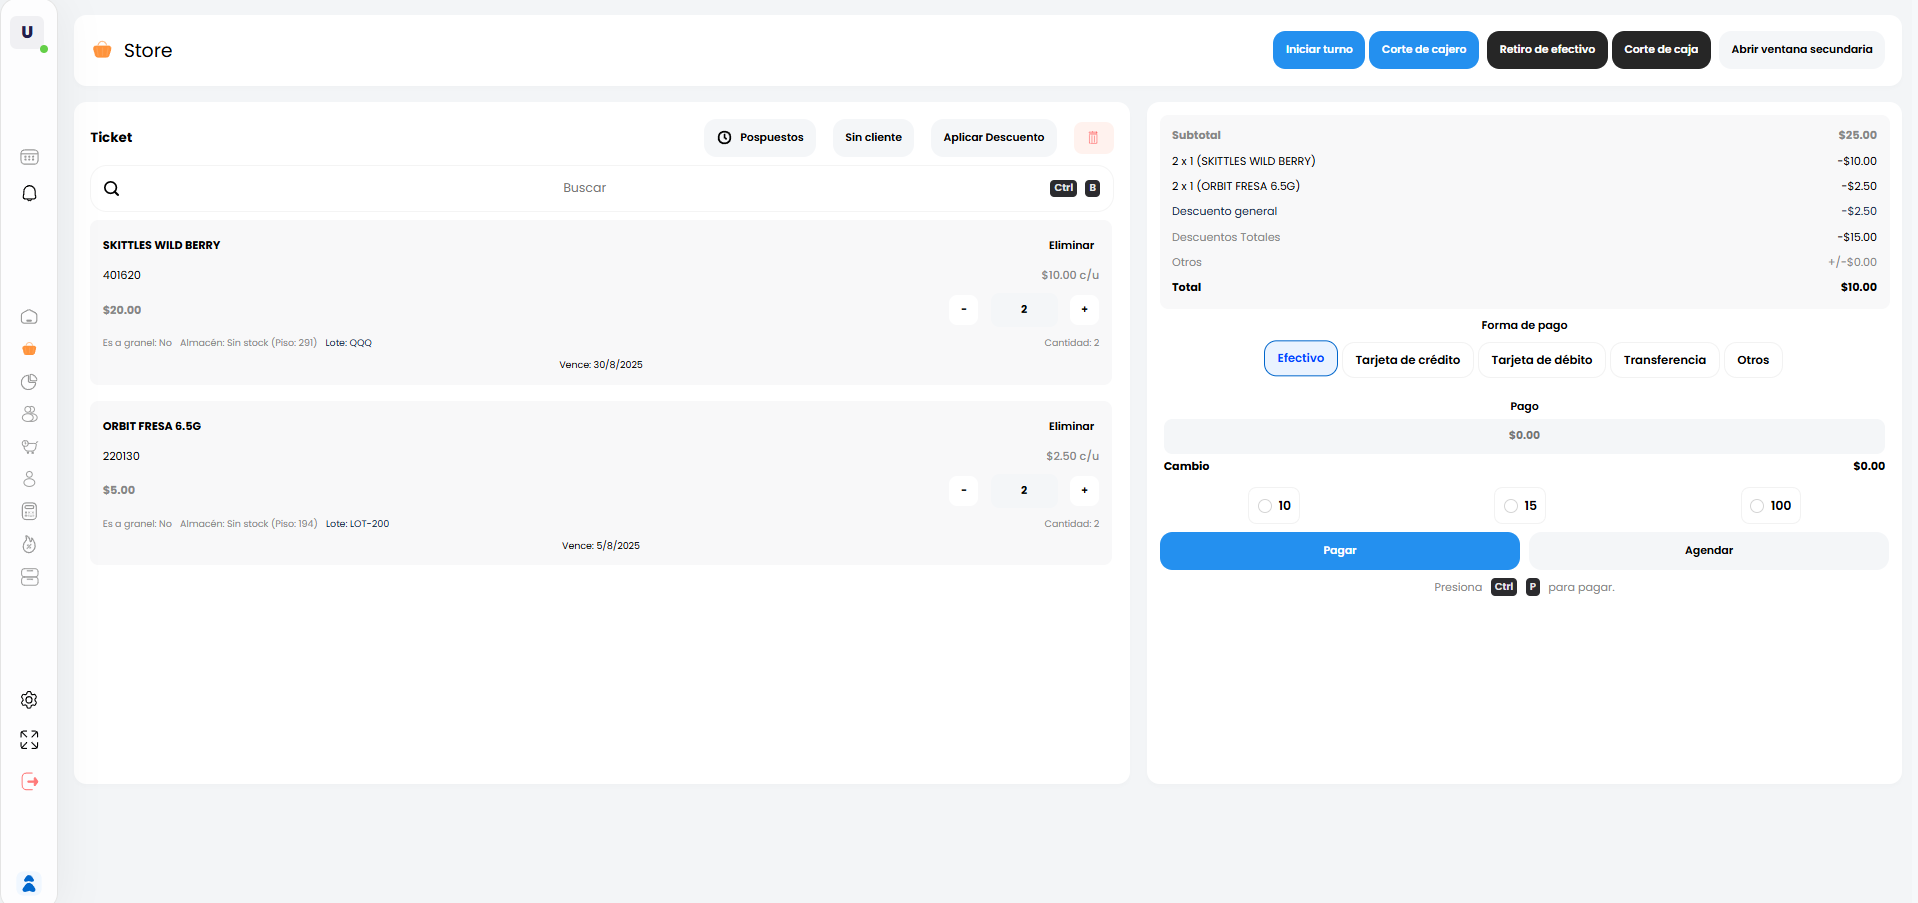 U
Store
Iniciar turno
Corte de cajero
Retiro de efectivo
Corte de caja
Abrir ventana secundaria
Ticket
Pospuestos
Sin cliente
Aplicar Descuento
Buscar
Ctrl B
SKITTLES WILD BERRY
Eliminar
401620
$10.00 c/u
$20.00
- 2 +
Es a granel: No Almacén: Sin stock (Piso: 291) Lote: QQQ
Cantidad: 2
Vence: 30/8/2025
ORBIT FRESA 6.5G
Eliminar
220130
$2.50 c/u
$5.00
- 2 +
Es a granel: No Almacén: Sin stock (Piso: 194) Lote: LOT-200
Cantidad: 2
Vence: 5/8/2025
Subtotal $25.00
2 x 1 (SKITTLES WILD BERRY) -$10.00
2 x 1 (ORBIT FRESA 6.5G) -$2.50
Descuento general -$2.50
Descuentos Totales -$15.00
Otros +/-$0.00
Total $10.00
Forma de pago
Efectivo
Tarjeta de crédito
Tarjeta de débito
Transferencia
Otros
Pago
$0.00
Cambio $0.00
10
15
100
Pagar
Agendar
Presiona Ctrl P para pagar.